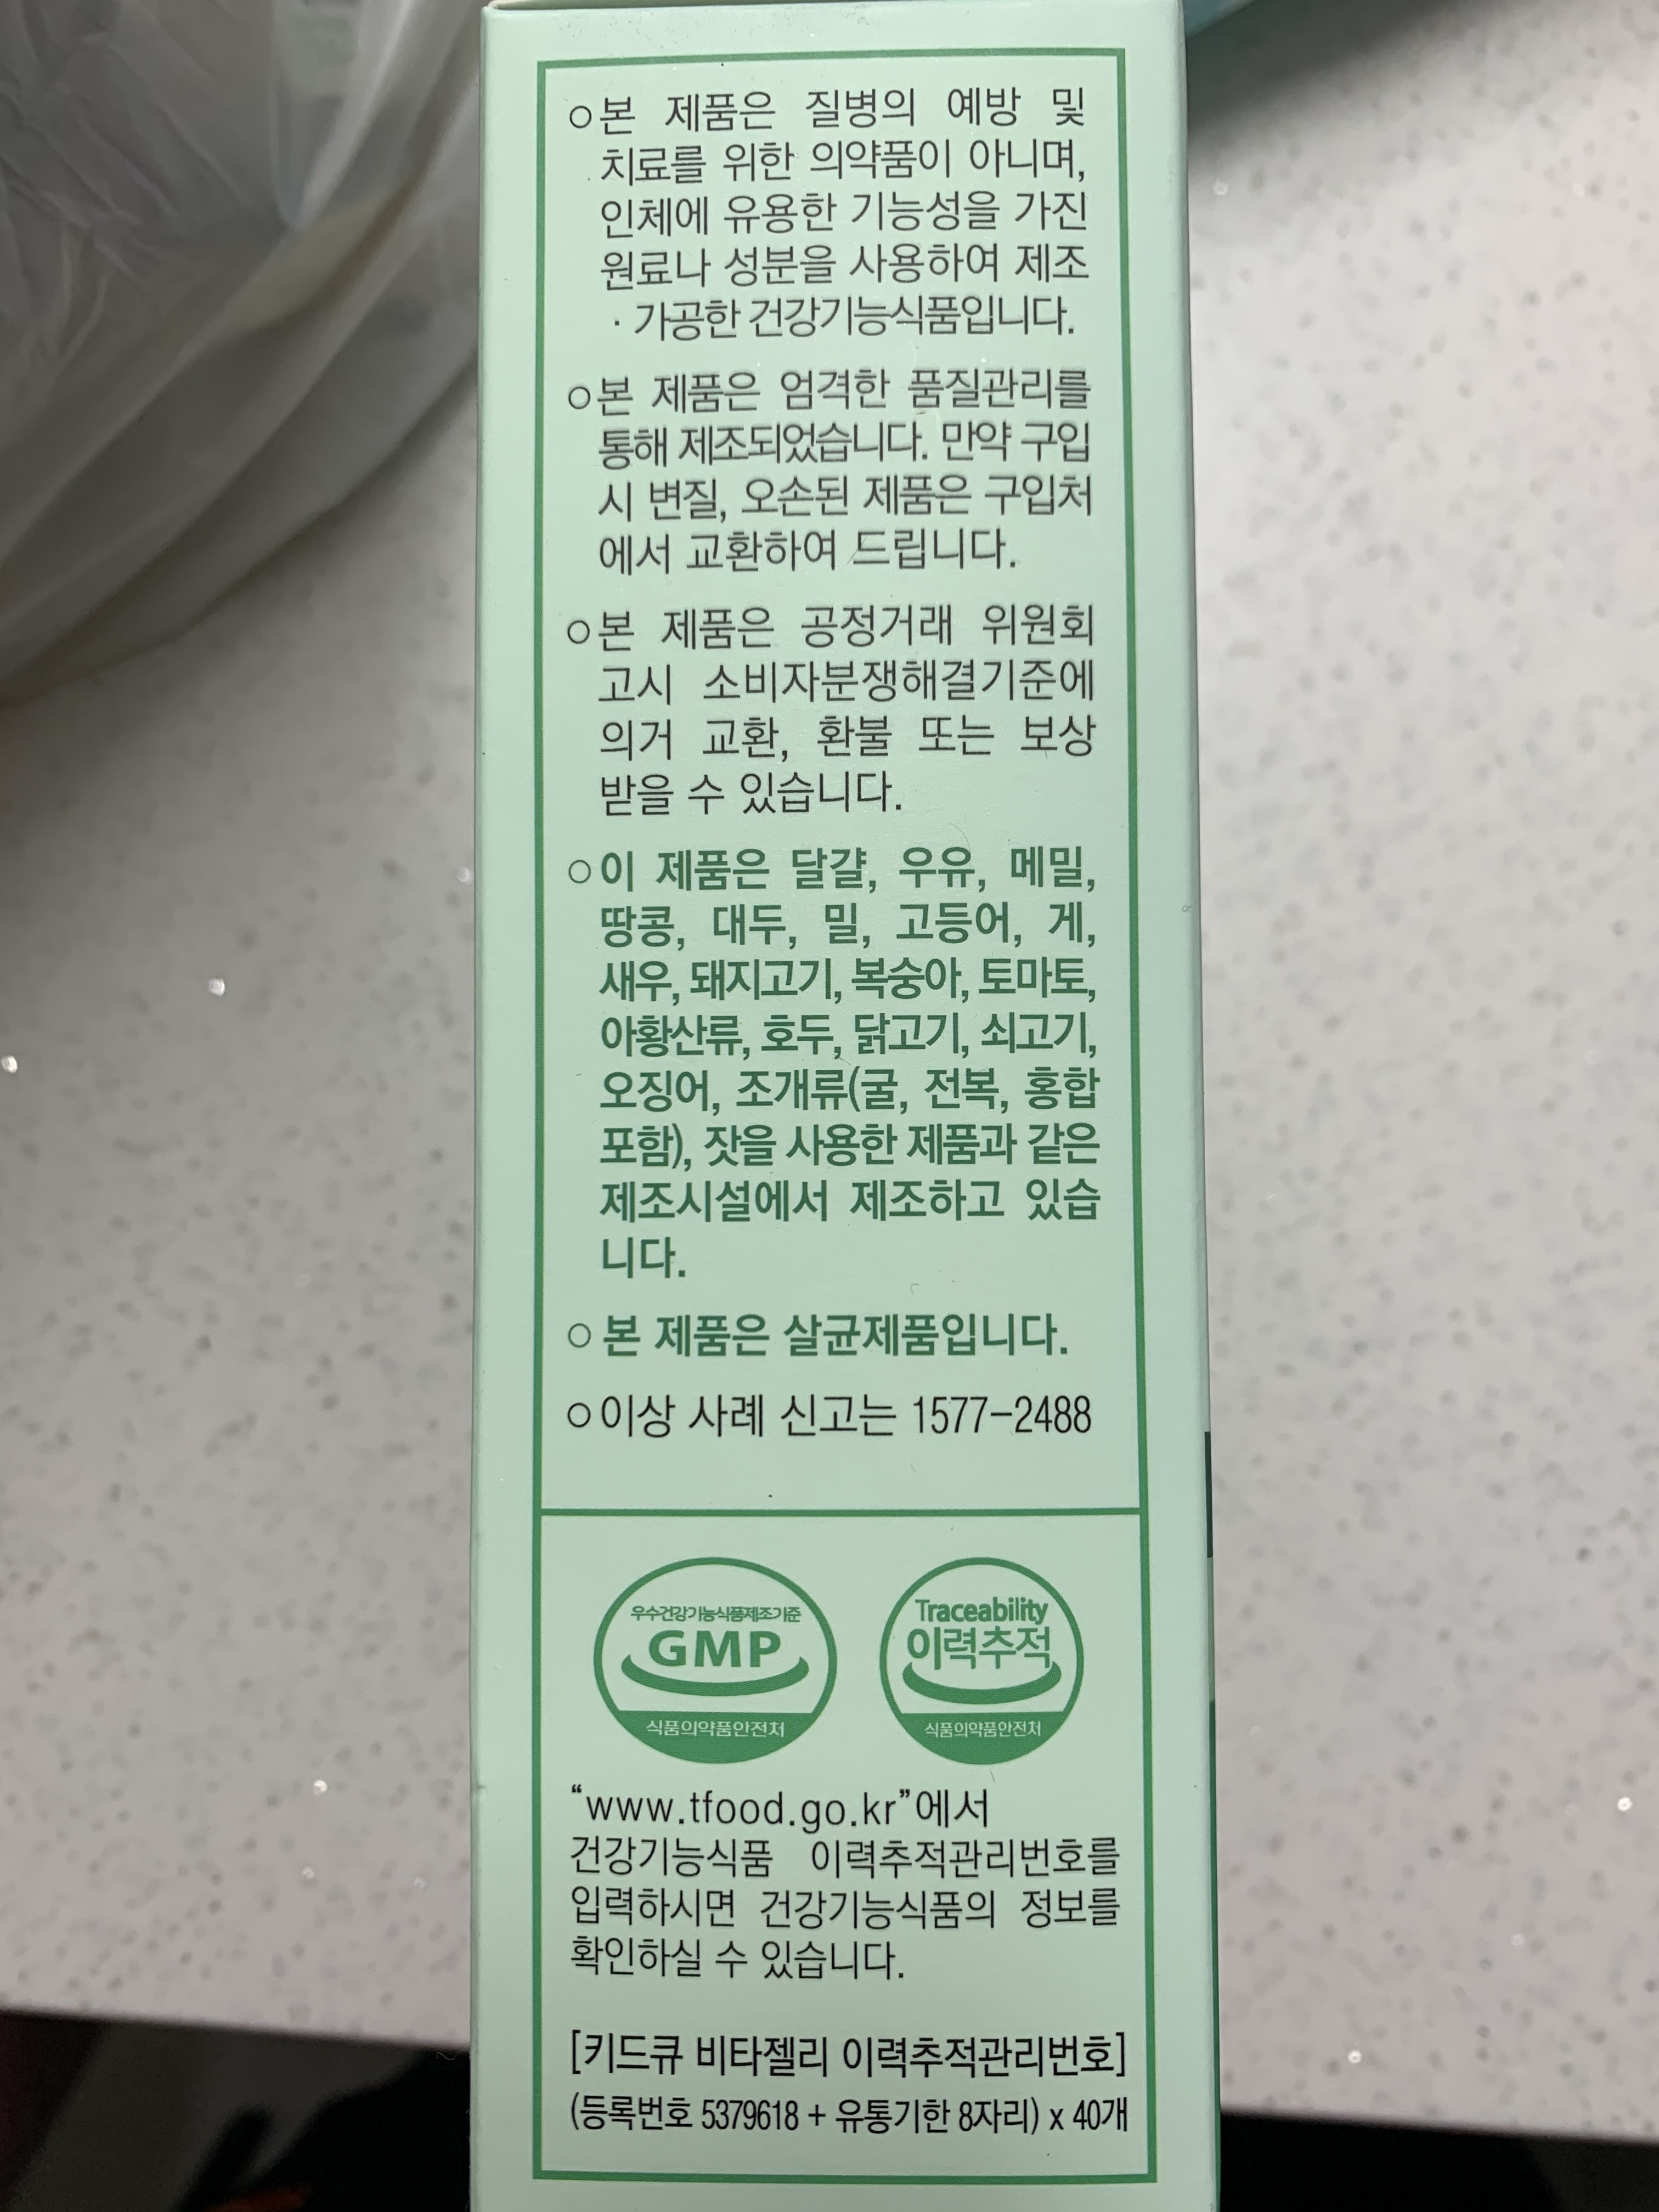 ○본 제품은 질병의 예방 및
치료를 위한 의약품이 아니며,
인체에 유용한 기능성을 가진
원료나 성분을 사용하여 제조
· 가공한 건강기능식품입니다.
○본 제품은 엄격한 품질관리를
통해 제조되었습니다. 만약 구입
시 변질, 오손된 제품은 구입처
에서 교환하여 드립니다.
○본 제품은 공정거래 위원회
고시 소비자분쟁해결기준에
의거 교환, 환불 또는 보상
받을 수 있습니다.
○이 제품은 달걀, 우유, 메밀,
땅콩, 대두, 밀, 고등어, 게,
새우, 돼지고기, 복숭아, 토마토,
아황산류, 호두, 닭고기, 쇠고기,
오징어, 조개류(굴, 전복, 홍합
포함), 잣을 사용한 제품과 같은
제조시설에서 제조하고 있습
니다.
○ 본 제품은 살균제품입니다.
○이상 사례 신고는 1577-2488
우수건강기능식품제조기준
GMP
식품의약품안전처
Traceability
이력추적
식품의약품안전처
“www.tfood.go.kr”에서
건강기능식품 이력추적관리번호를
입력하시면 건강기능식품의 정보를
확인하실 수 있습니다.
[키드큐 비타젤리 이력추적관리번호]
(등록번호 5379618 + 유통기한 8자리) x 40개